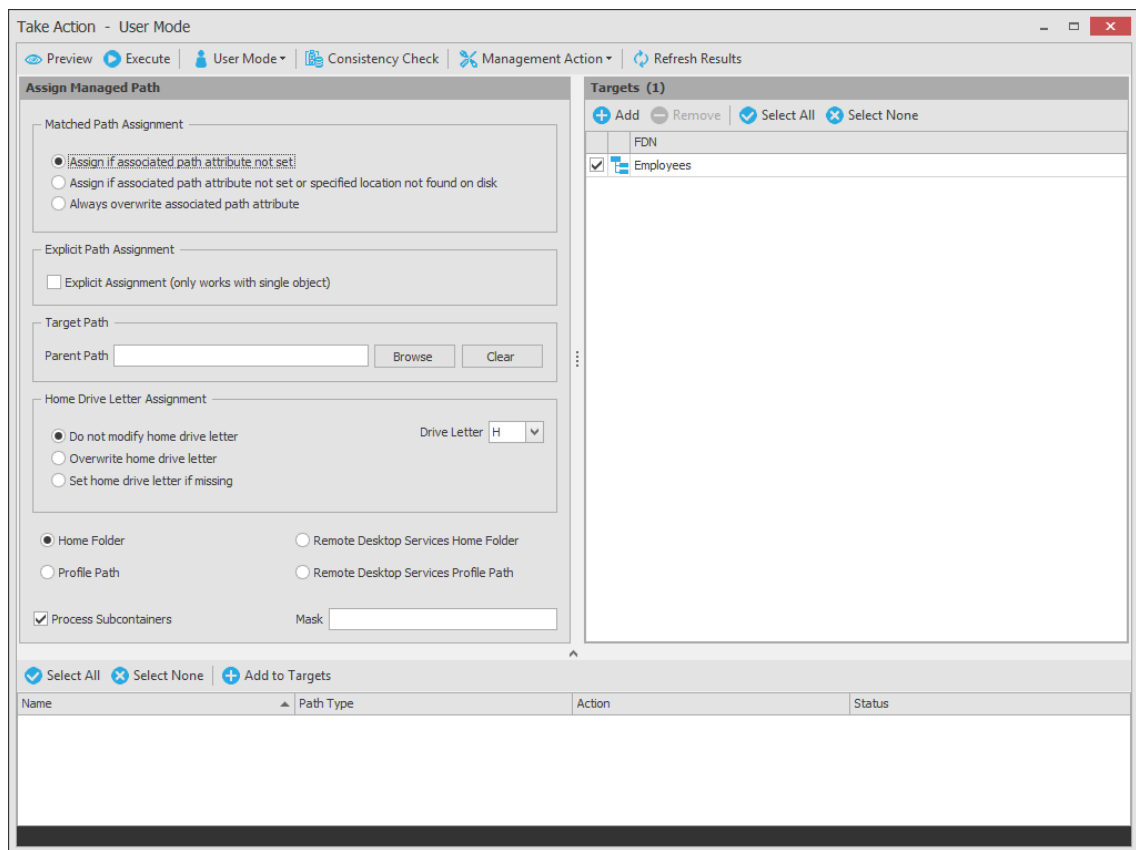 Take Action - User Mode
Preview Execute User Mode Consistency Check Management Action Refresh Results
Assign Managed Path
Matched Path Assignment
Assign if associated path attribute not set
Assign if associated path attribute not set or specified location not found on disk
Always overwrite associated path attribute
Explicit Path Assignment
Explicit Assignment (only works with single object)
Target Path
Parent Path Browse Clear
Home Drive Letter Assignment
Do not modify home drive letter Drive Letter H
Overwrite home drive letter
Set home drive letter if missing
Home Folder Remote Desktop Services Home Folder
Profile Path Remote Desktop Services Profile Path
Process Subcontainers Mask
Targets (1)
Add Remove Select All Select None
FDN
Employees
Select All Select None Add to Targets
Name Path Type Action Status